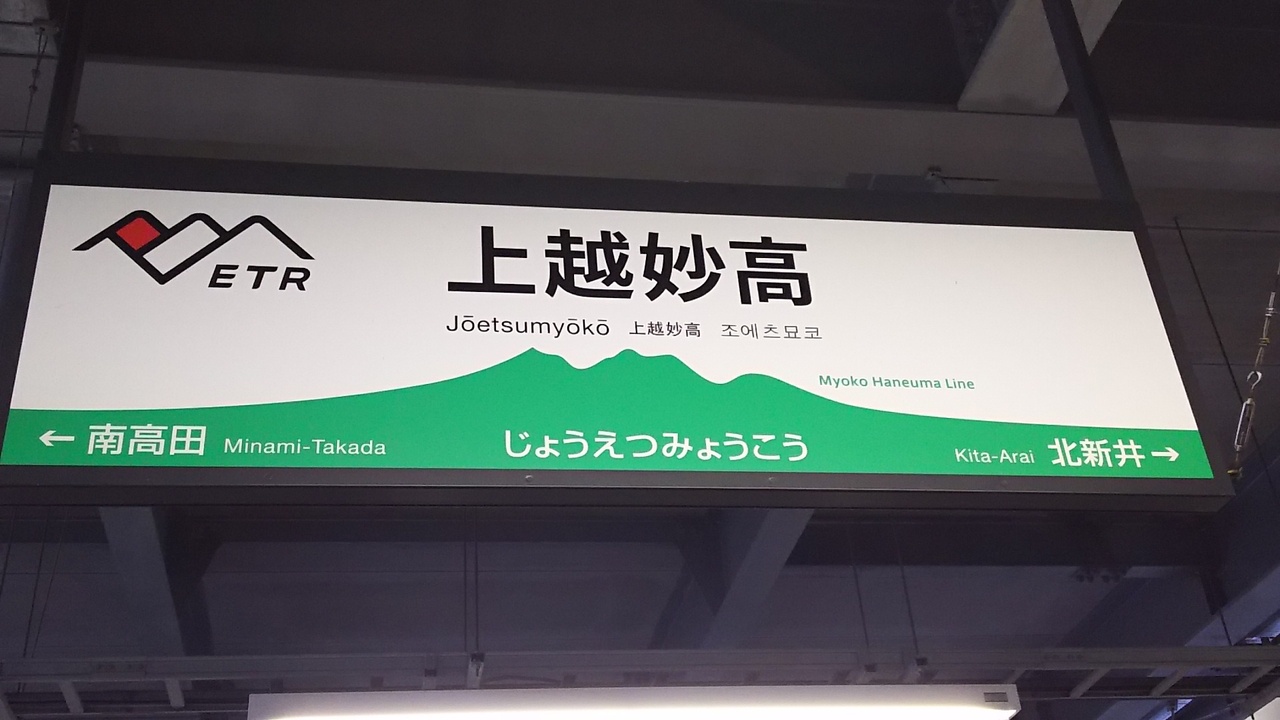 ETR
上越妙高
Jōetsumyōkō 上越妙高 조에츠묘코
Myoko Haneuma Line
← 南高田 Minami-Takada じょうえつみょうこう Kita-Arai 北新井 →